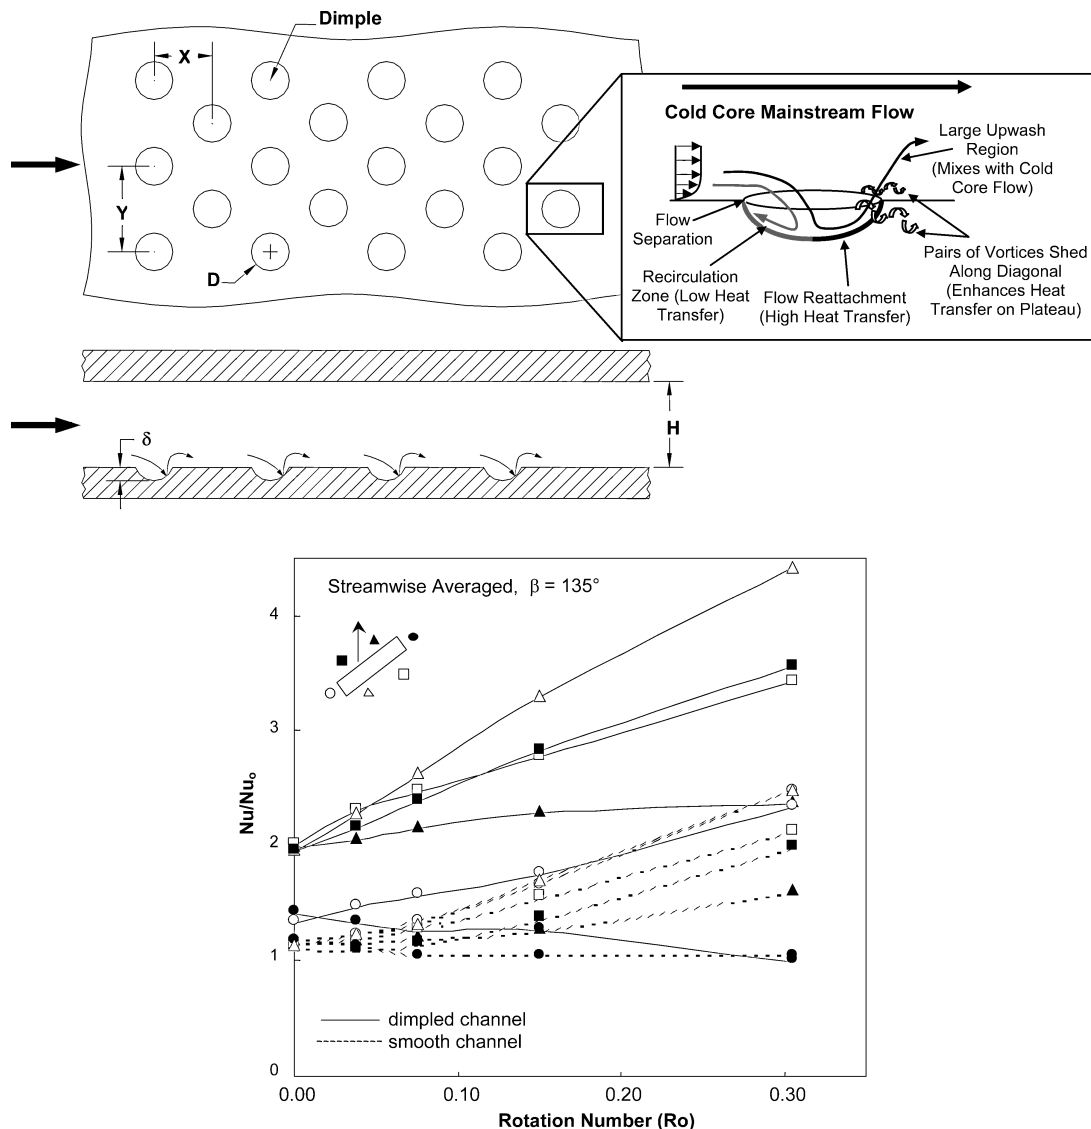 Dimple
X
Y
D
Cold Core Mainstream Flow
Large Upwash
Region
(Mixes with Cold
Core Flow)
Flow
Separation
Recirculation
Zone (Low Heat
Transfer)
Flow Reattachment
(High Heat Transfer)
Pairs of Vortices Shed
Along Diagonal
(Enhances Heat
Transfer on Plateau)
δ
H
Streamwise Averaged, β = 135°
Nu/Nuₒ
4
3
2
1
0
dimpled channel
smooth channel
0.00
0.10
0.20
0.30
Rotation Number (Ro)